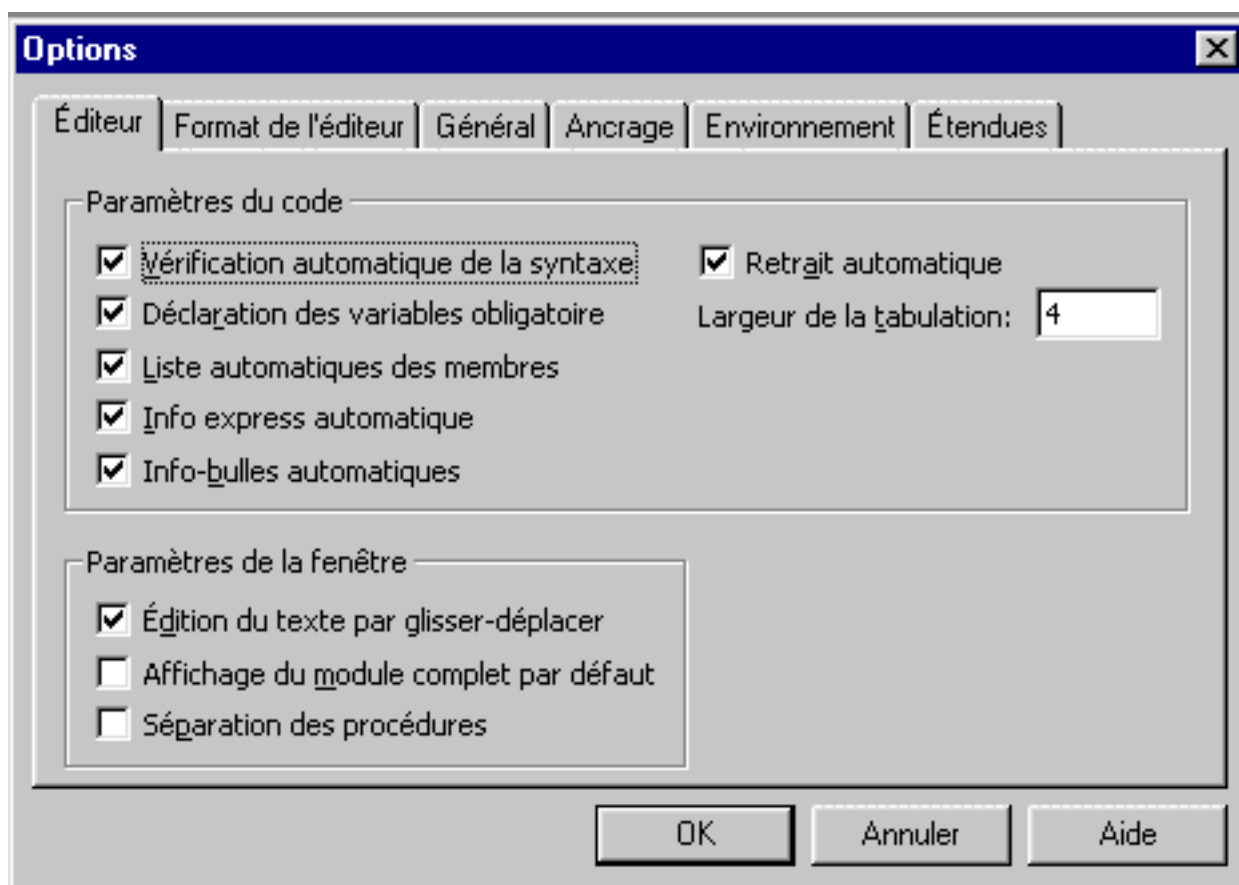 Options
Éditeur Format de l'éditeur Général Ancrage Environnement Étendues
Paramètres du code
Vérification automatique de la syntaxe Retrait automatique
Déclaration des variables obligatoire Largeur de la tabulation: 4
Liste automatiques des membres
Info express automatique
Info-bulles automatiques
Paramètres de la fenêtre
Édition du texte par glisser-déplacer
Affichage du module complet par défaut
Séparation des procédures
OK Annuler Aide